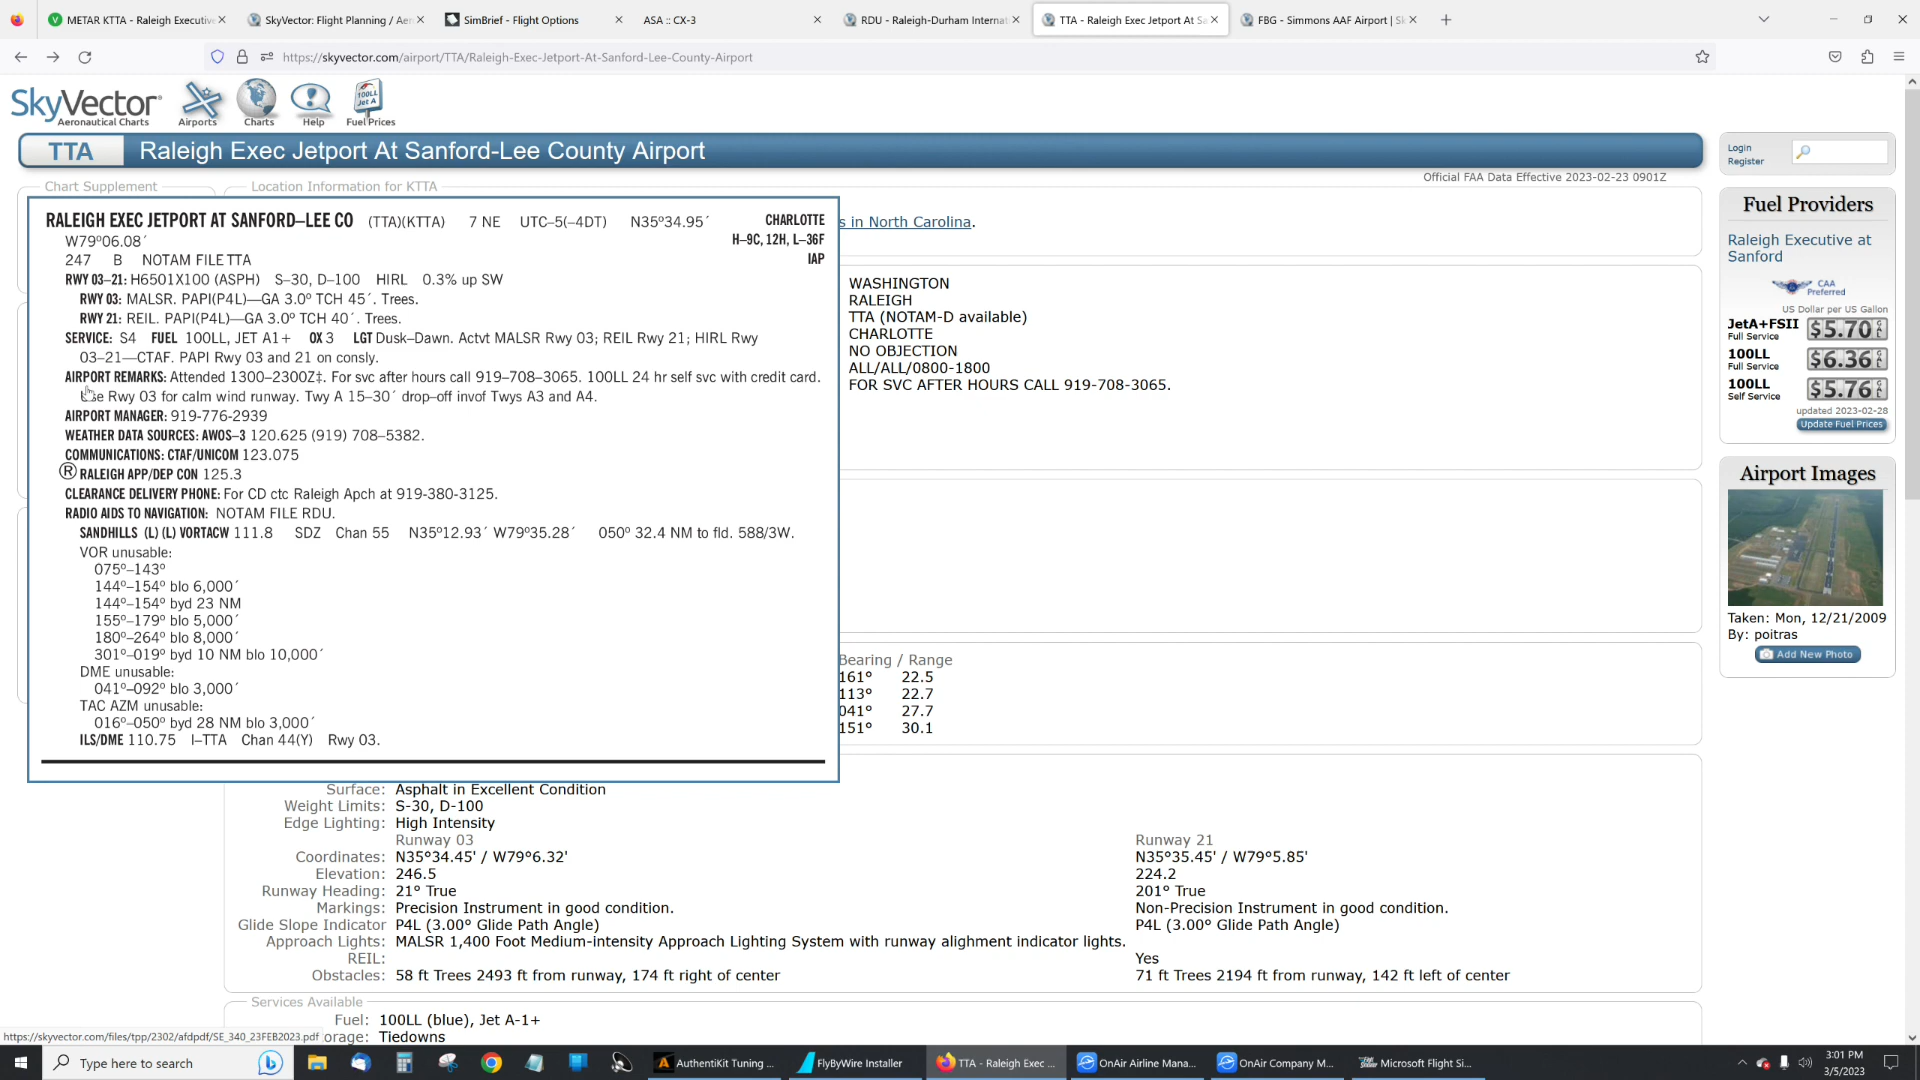 METAR KTTA - Raleigh Executive
SkyVector: Flight Planning / Aer
SimBrief - Flight Options
ASA :: CX-3
RDU - Raleigh-Durham Internat
TTA - Raleigh Exec Jetport At Sa
FBG - Simmons AAF Airport | Sk
https://skyvector.com/airport/TTA/Raleigh-Exec-Jetport-At-Sanford-Lee-County-Airport
SkyVector
Aeronautical Charts
Airports
Charts
Help
100LL
Jet A
Fuel Prices
TTA
Raleigh Exec Jetport At Sanford-Lee County Airport
Login
Register
Official FAA Data Effective 2023-02-23 0901Z
Chart Supplement
Location Information for KTTA
RALEIGH EXEC JETPORT AT SANFORD–LEE CO (TTA)(KTTA) 7 NE UTC–5(–4DT) N35º34.95´ CHARLOTTE
W79º06.08´ H–9C, 12H, L–36F
247 B NOTAM FILE TTA IAP
RWY 03–21: H6501X100 (ASPH) S–30, D–100 HIRL 0.3% up SW
RWY 03: MALSR. PAPI(P4L)—GA 3.0º TCH 45´. Trees.
RWY 21: REIL. PAPI(P4L)—GA 3.0º TCH 40´. Trees.
SERVICE: S4 FUEL 100LL, JET A1+ OX 3 LGT Dusk–Dawn. Actvt MALSR Rwy 03; REIL Rwy 21; HIRL Rwy
03–21—CTAF. PAPI Rwy 03 and 21 on consly.
AIRPORT REMARKS: Attended 1300–2300Z‡. For svc after hours call 919–708–3065. 100LL 24 hr self svc with credit card.
Use Rwy 03 for calm wind runway. Twy A 15–30´ drop–off invof Twys A3 and A4.
AIRPORT MANAGER: 919-776-2939
WEATHER DATA SOURCES: AWOS–3 120.625 (919) 708–5382.
COMMUNICATIONS: CTAF/UNICOM 123.075
Ⓡ RALEIGH APP/DEP CON 125.3
CLEARANCE DELIVERY PHONE: For CD ctc Raleigh Apch at 919-380-3125.
RADIO AIDS TO NAVIGATION: NOTAM FILE RDU.
SANDHILLS (L) (L) VORTACW 111.8 SDZ Chan 55 N35º12.93´ W79º35.28´ 050º 32.4 NM to fld. 588/3W.
VOR unusable:
075º–143º
144º–154º blo 6,000´
144º–154º byd 23 NM
155º–179º blo 5,000´
180º–264º blo 8,000´
301º–019º byd 10 NM blo 10,000´
DME unusable:
041º–092º blo 3,000´
TAC AZM unusable:
016º–050º byd 28 NM blo 3,000´
ILS/DME 110.75 I–TTA Chan 44(Y) Rwy 03.
s in North Carolina.
WASHINGTON
RALEIGH
TTA (NOTAM-D available)
CHARLOTTE
NO OBJECTION
ALL/ALL/0800-1800
FOR SVC AFTER HOURS CALL 919-708-3065.
Bearing / Range
161° 22.5
113° 22.7
041° 27.7
151° 30.1
Surface: Asphalt in Excellent Condition
Weight Limits: S-30, D-100
Edge Lighting: High Intensity
Runway 03 Runway 21
Coordinates: N35°34.45' / W79°6.32' N35°35.45' / W79°5.85'
Elevation: 246.5 224.2
Runway Heading: 21° True 201° True
Markings: Precision Instrument in good condition. Non-Precision Instrument in good condition.
Glide Slope Indicator P4L (3.00° Glide Path Angle) P4L (3.00° Glide Path Angle)
Approach Lights: MALSR 1,400 Foot Medium-intensity Approach Lighting System with runway alighment indicator lights.
REIL: Yes
Obstacles: 58 ft Trees 2493 ft from runway, 174 ft right of center 71 ft Trees 2194 ft from runway, 142 ft left of center
Services Available
Fuel: 100LL (blue), Jet A-1+
orage: Tiedowns
Fuel Providers
Raleigh Executive at
Sanford
CAA
Preferred
US Dollar per US Gallon
JetA+FSII $5.70
Full Service
100LL $6.36
Full Service
100LL $5.76
Self Service
updated 2023-02-28
Update Fuel Prices
Airport Images
Taken: Mon, 12/21/2009
By: poitras
Add New Photo
https://skyvector.com/files/tpp/2302/afdpdf/SE_340_23FEB2023.pdf
Type here to search
AuthentiKit Tuning ...
FlyByWire Installer
TTA - Raleigh Exec ...
OnAir Airline Mana...
OnAir Company M...
Microsoft Flight Si...
3:01 PM
3/5/2023